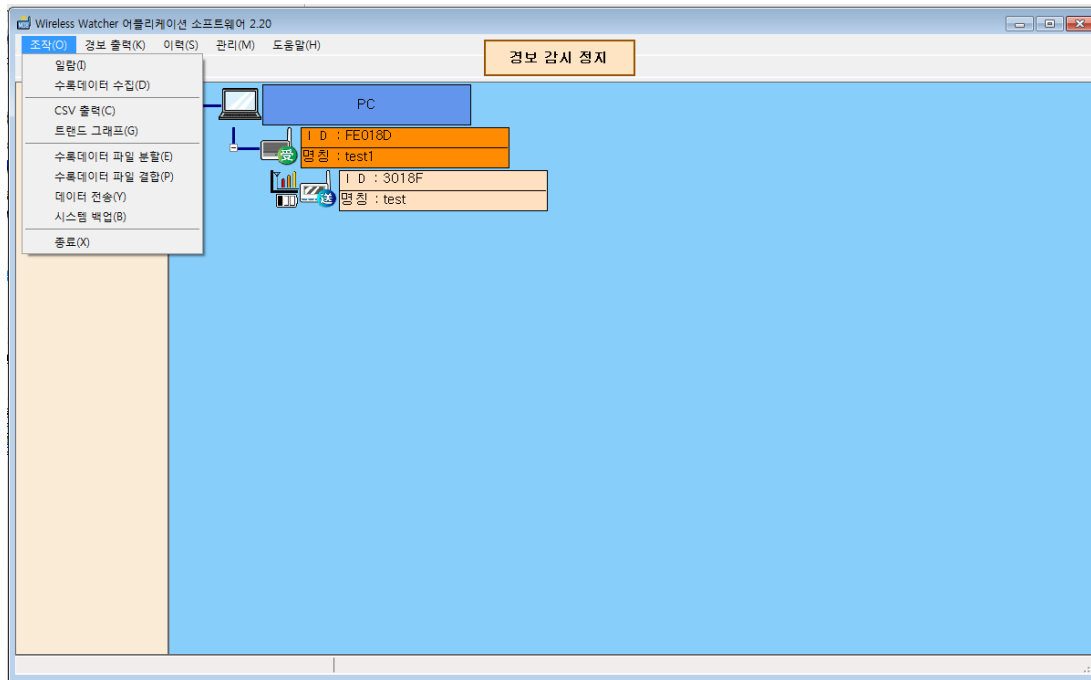 Wireless Watcher 어플리케이션 소프트웨어 2.20
조작(O) 경보 출력(K) 이력(S) 관리(M) 도움말(H)
경보 감시 정지
일람(I)
수록데이터 수집(D)
CSV 출력(C)
트랜드 그래프(G)
수록데이터 파일 분할(E)
수록데이터 파일 결합(P)
데이터 전송(Y)
시스템 백업(B)
종료(X)
PC
I D : FE018D
受
명칭 : test1
I D : 3018F
送
명칭 : test